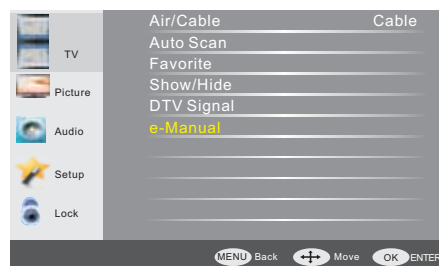 TV
Picture
Audio
Setup
Lock
Air/Cable Cable
Auto Scan
Favorite
Show/Hide
DTV Signal
e-Manual
MENU Back Move OK ENTER